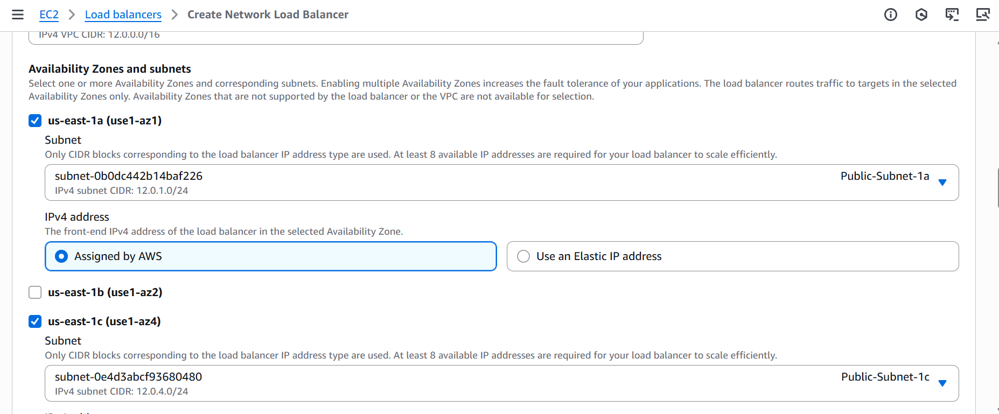 EC2 > Load balancers > Create Network Load Balancer
IPv4 VPC CIDR: 12.0.0.0/16
Availability Zones and subnets
Select one or more Availability Zones and corresponding subnets. Enabling multiple Availability Zones increases the fault tolerance of your applications. The load balancer routes traffic to targets in the selected
Availability Zones only. Availability Zones that are not supported by the load balancer or the VPC are not available for selection.
us-east-1a (use1-az1)
Subnet
Only CIDR blocks corresponding to the load balancer IP address type are used. At least 8 available IP addresses are required for your load balancer to scale efficiently.
subnet-0b0dc442b14baf226 Public-Subnet-1a
IPv4 subnet CIDR: 12.0.1.0/24
IPv4 address
The front-end IPv4 address of the load balancer in the selected Availability Zone.
Assigned by AWS Use an Elastic IP address
us-east-1b (use1-az2)
us-east-1c (use1-az4)
Subnet
Only CIDR blocks corresponding to the load balancer IP address type are used. At least 8 available IP addresses are required for your load balancer to scale efficiently.
subnet-0e4d3abcf93680480 Public-Subnet-1c
IPv4 subnet CIDR: 12.0.4.0/24